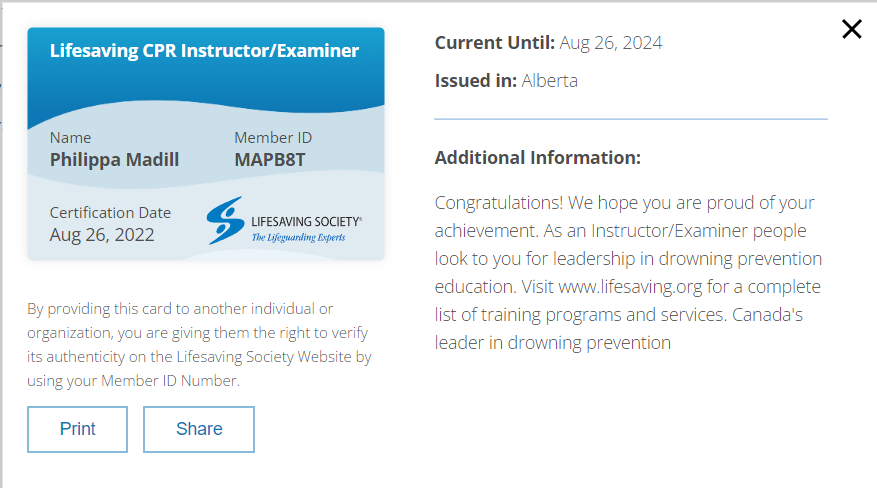 Lifesaving CPR Instructor/Examiner
Name
Philippa Madill
Member ID
MAPB8T
Certification Date
Aug 26, 2022
LIFESAVING SOCIETY®
The Lifeguarding Experts
By providing this card to another individual or
organization, you are giving them the right to verify
its authenticity on the Lifesaving Society Website by
using your Member ID Number.
Print
Share
Current Until: Aug 26, 2024
Issued in: Alberta
Additional Information:
Congratulations! We hope you are proud of your
achievement. As an Instructor/Examiner people
look to you for leadership in drowning prevention
education. Visit www.lifesaving.org for a complete
list of training programs and services. Canada's
leader in drowning prevention